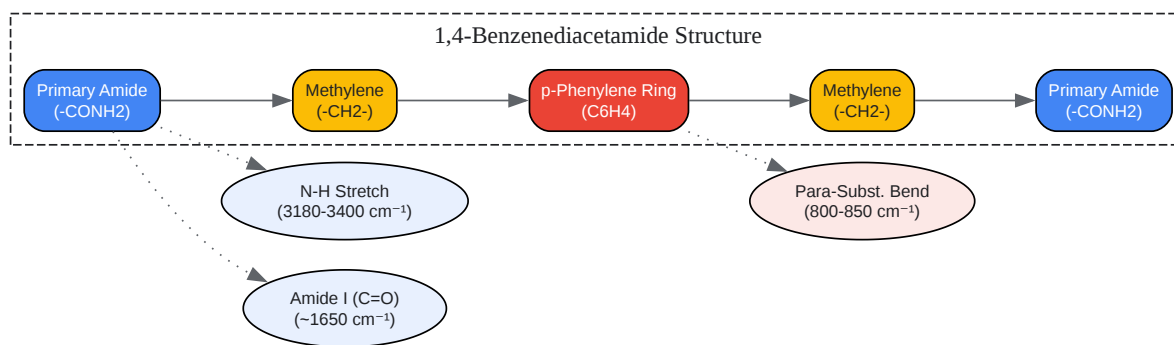 1,4-Benzenediacetamide Structure
Primary Amide
(-CONH2)
Methylene
(-CH2-)
p-Phenylene Ring
(C6H4)
Methylene
(-CH2-)
Primary Amide
(-CONH2)
N-H Stretch
(3180-3400 cm⁻¹)
Para-Subst. Bend
(800-850 cm⁻¹)
Amide I (C=O)
(~1650 cm⁻¹)